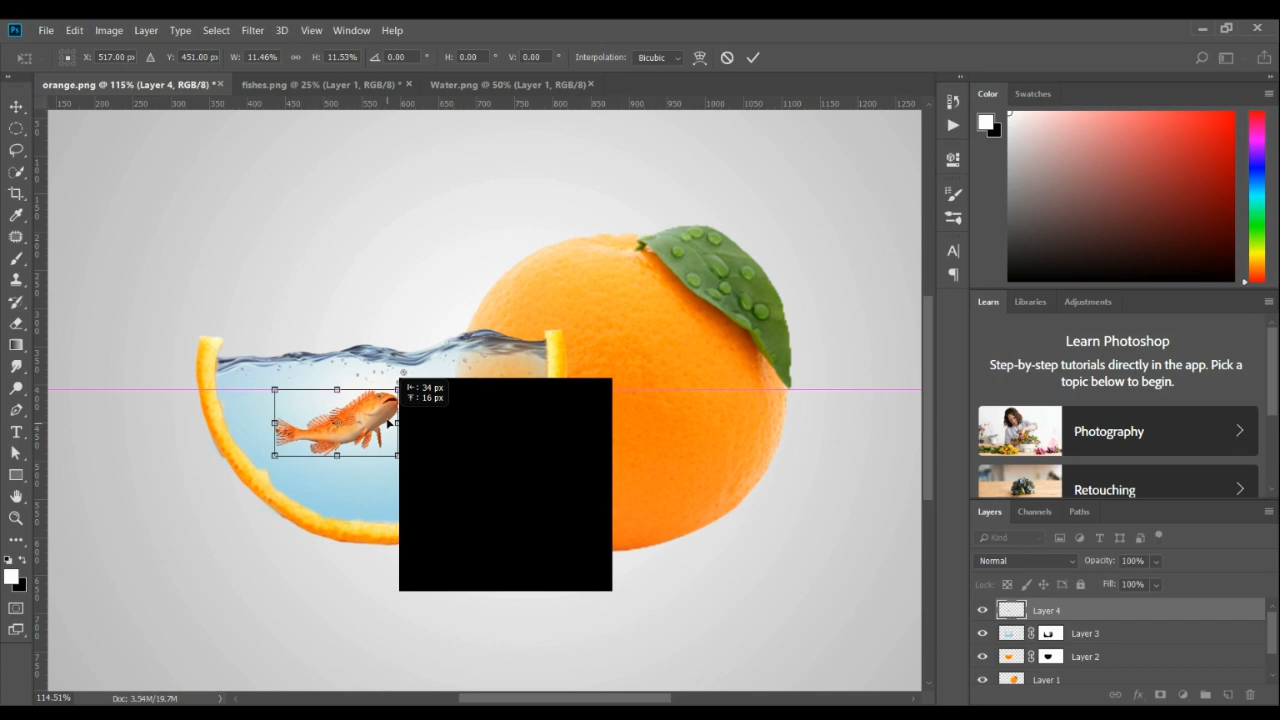 Ps File Edit Image Layer Type Select Filter 3D View Window Help
X: 517.00 px Y: 451.00 px W: 11.46% H: 11.53% 0.00 ° H: 0.00 ° V: 0.00 ° Interpolation: Bicubic
orange.png @ 115% (Layer 4, RGB/8) * × fishes.png @ 25% (Layer 1, RGB/8) * × Water.png @ 50% (Layer 1, RGB/8) ×
150 200 250 300 350 400 450 500 550 600 650 700 750 800 850 900 950 1000 1050 1100 1150 1200 1250
Color Swatches
34 px
16 px
Learn Libraries Adjustments
Learn Photoshop
Step-by-step tutorials directly in the app. Pick a
topic below to begin.
Photography
Retouching
Layers Channels Paths
Kind
Normal Opacity: 100%
Lock: Fill: 100%
Layer 4
Layer 3
Layer 2
Layer 1
114.51% Doc: 3.54M/19.7M